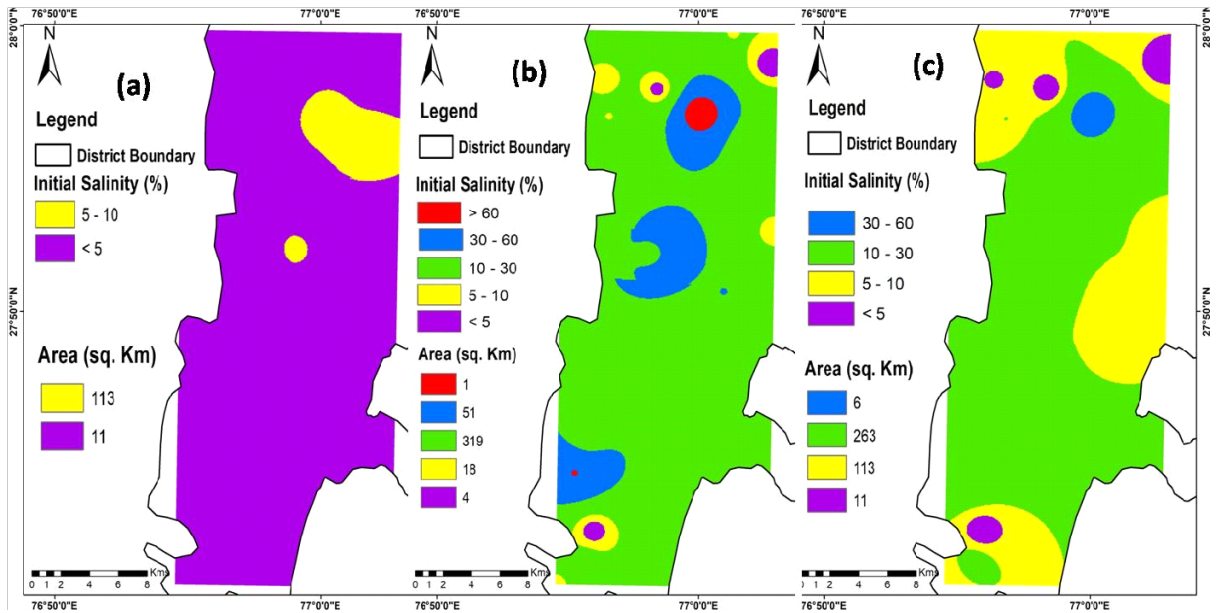 76°50'0"E 77°0'0"E 76°50'0"E 77°0'0"E 76°50'0"E 77°0'0"E
28°0'0"N 28°0'0"N
N
(a)
Legend
District Boundary
Initial Salinity (%)
5 - 10
< 5
27°50'0"N
Area (sq. Km)
113
11
0 1 2 4 6 8 Kms
76°50'0"E 77°0'0"E
N
(b)
Legend
District Boundary
Initial Salinity (%)
> 60
30 - 60
10 - 30
5 - 10
< 5
Area (sq. Km)
1
51
319
18
4
0 1 2 4 6 8 Kms
76°50'0"E 77°0'0"E
N
(c)
Legend
District Boundary
Initial Salinity (%)
30 - 60
10 - 30
5 - 10
< 5
27°50'0"N
Area (sq. Km)
6
263
113
11
0 1 2 4 6 8 Kms
76°50'0"E 77°0'0"E